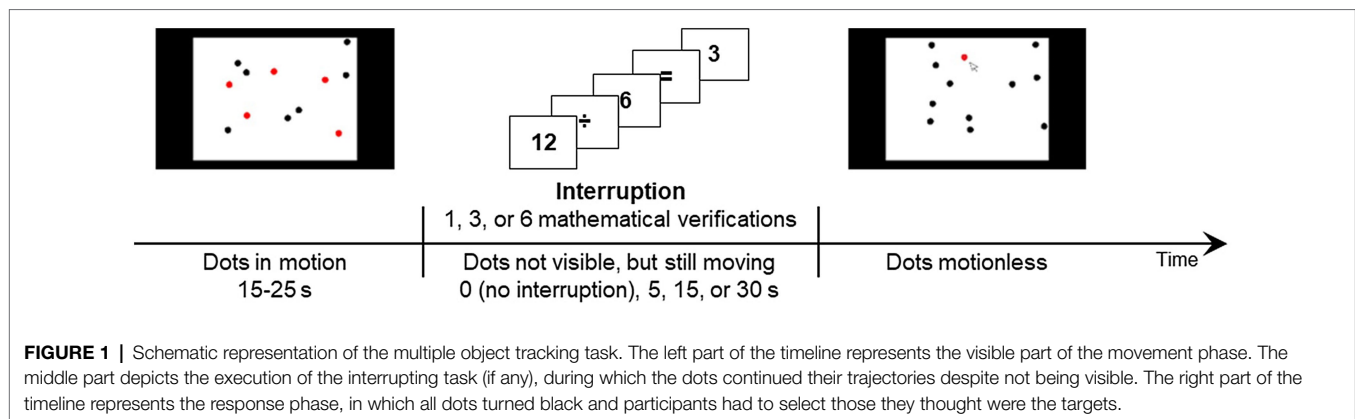 12
÷
6
=
3
Interruption
1, 3, or 6 mathematical verifications
Dots in motion
15-25 s
Dots not visible, but still moving
0 (no interruption), 5, 15, or 30 s
Dots motionless
Time
FIGURE 1 | Schematic representation of the multiple object tracking task. The left part of the timeline represents the visible part of the movement phase. The
middle part depicts the execution of the interrupting task (if any), during which the dots continued their trajectories despite not being visible. The right part of the
timeline represents the response phase, in which all dots turned black and participants had to select those they thought were the targets.